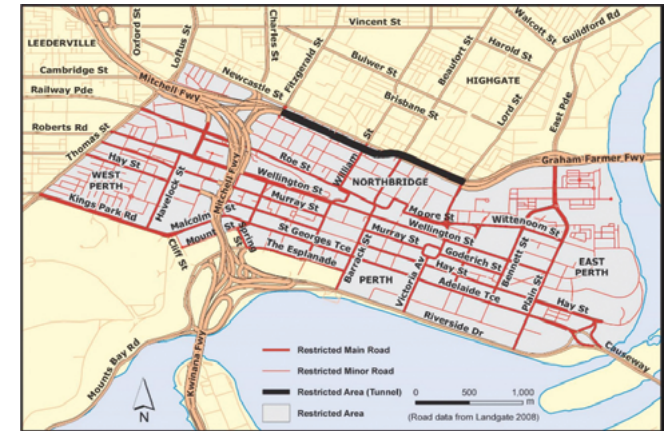 Vincent St
Walcott St
Guildford Rd
Oxford St
Loftus St
Charles St
Fitzgerald St
LEEDERVILLE
Bulwer St
Beaufort St
Harold St
Cambridge St
Mitchell Fwy
Newcastle St
HIGHGATE
Railway Pde
Brisbane St
Lord St
East Pde
Roberts Rd
Thomas St
Graham Farmer Fwy
Roe St
William St
NORTHBRIDGE
Hay St
WEST
PERTH
Havelock St
Mitchell Fwy
Wellington St
Murray St
Moore St
Wittenoom St
Kings Park Rd
Malcolm St
Mount St
Spring St
St Georges Tce
The Esplanade
Wellington St
Murray St
Goderich St
Bennett St
EAST
PERTH
Cliff St
Barrack St
PERTH
Victoria Av
Hay St
Adelaide Tce
Plain St
Hay St
Riverside Dr
Causeway
Mounts Bay Rd
Kwinana Fwy
N
Restricted Main Road
Restricted Minor Road
Restricted Area (Tunnel)
Restricted Area
0 500 1,000
m
(Road data from Landgate 2008)